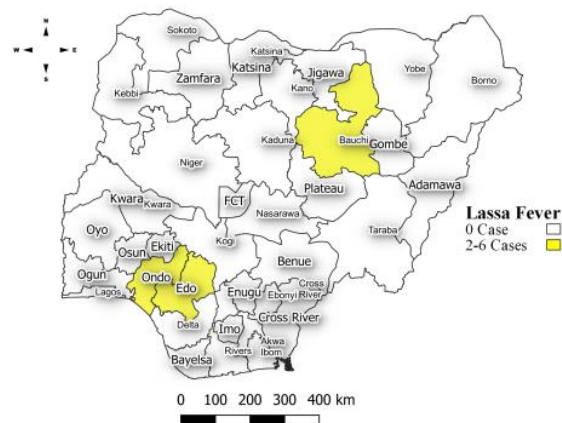 N
W E
S
Sokoto
Katsina
Katsina
Jigawa
Yobe
Borno
Zamfara
Kebbi
Kano
Kaduna
Bauchi
Gombe
Niger
Plateau
Adamawa
Kwara
Kwara
FCT
Nasarawa
Taraba
Oyo
Kogi
Osun
Ekiti
Benue
Ogun
Ondo
Edo
Lagos
Enugu
Ebonyi
Cross
River
Delta
Imo
Cross River
Bayelsa
Rivers
Akwa
Ibom
Lassa Fever
0 Case
2-6 Cases
0 100 200 300 400 km